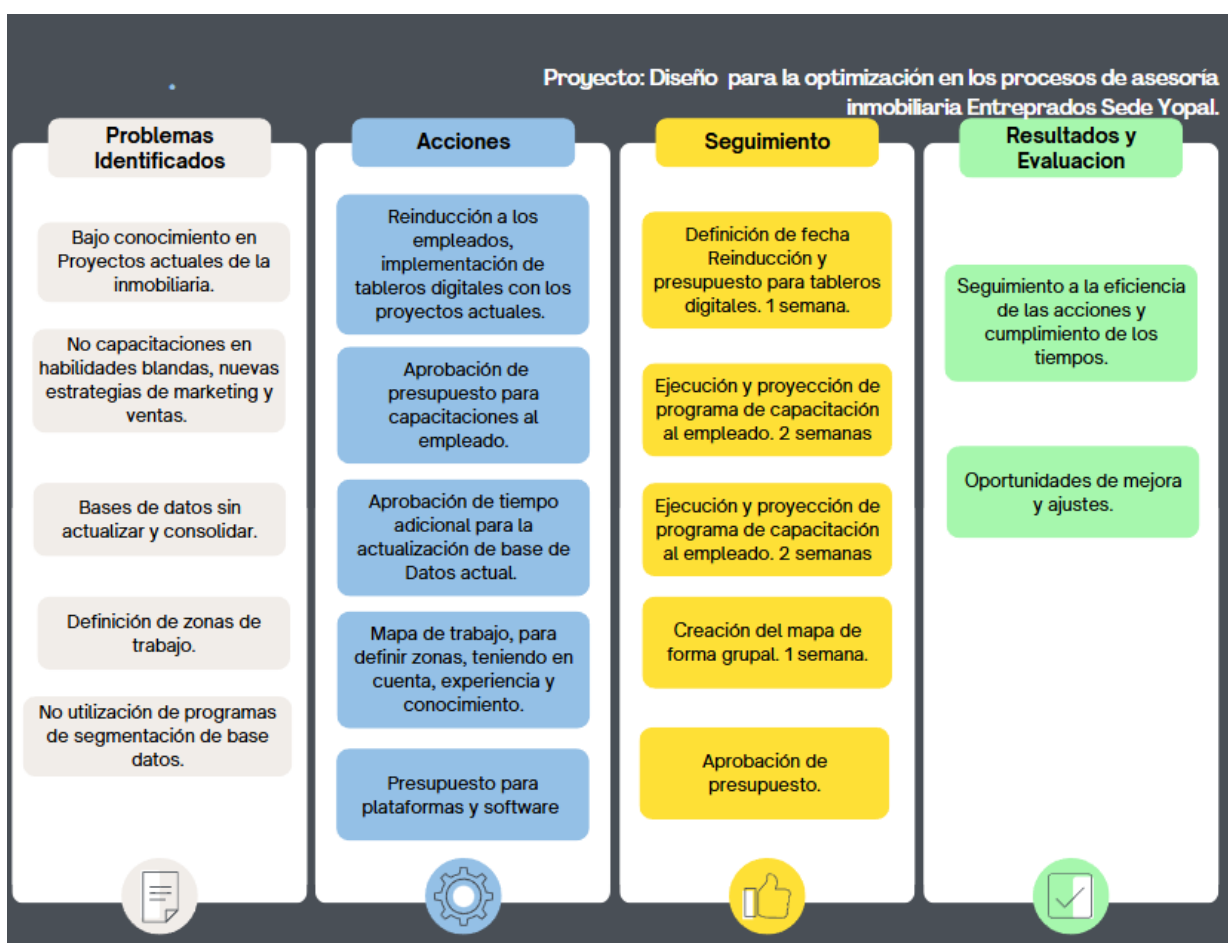 Proyecto: Diseño para la optimización en los procesos de asesoría
inmobiliaria Entreprados Sede Yopal.
Problemas
Identificados
Bajo conocimiento en
Proyectos actuales de la
inmobiliaria.
No capacitaciones en
habilidades blandas, nuevas
estrategias de marketing y
ventas.
Bases de datos sin
actualizar y consolidar.
Definición de zonas de
trabajo.
No utilización de programas
de segmentación de base
datos.
Acciones
Reinducción a los
empleados,
implementación de
tableros digitales con los
proyectos actuales.
Aprobación de
presupuesto para
capacitaciones al
empleado.
Aprobación de tiempo
adicional para la
actualización de base de
Datos actual.
Mapa de trabajo, para
definir zonas, teniendo en
cuenta, experiencia y
conocimiento.
Presupuesto para
plataformas y software
Seguimiento
Definición de fecha
Reinducción y
presupuesto para tableros
digitales. 1 semana.
Ejecución y proyección de
programa de capacitación
al empleado. 2 semanas
Ejecución y proyección de
programa de capacitación
al empleado. 2 semanas
Creación del mapa de
forma grupal. 1 semana.
Aprobación de
presupuesto.
Resultados y
Evaluacion
Seguimiento a la eficiencia
de las acciones y
cumplimiento de los
tiempos.
Oportunidades de mejora
y ajustes.